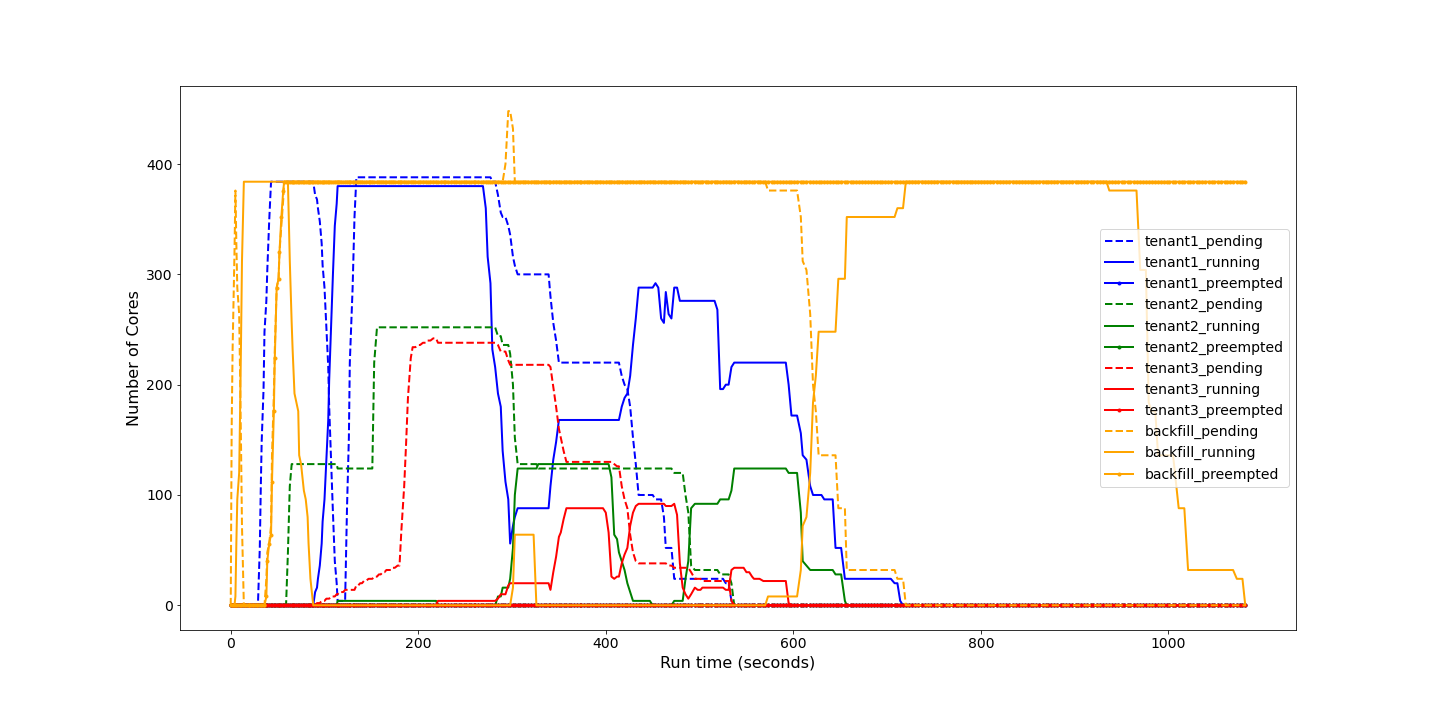 Number of Cores
400
300
200
100
0
0 200 400 600 800 1000
Run time (seconds)
tenant1_pending
tenant1_running
tenant1_preempted
tenant2_pending
tenant2_running
tenant2_preempted
tenant3_pending
tenant3_running
tenant3_preempted
backfill_pending
backfill_running
backfill_preempted